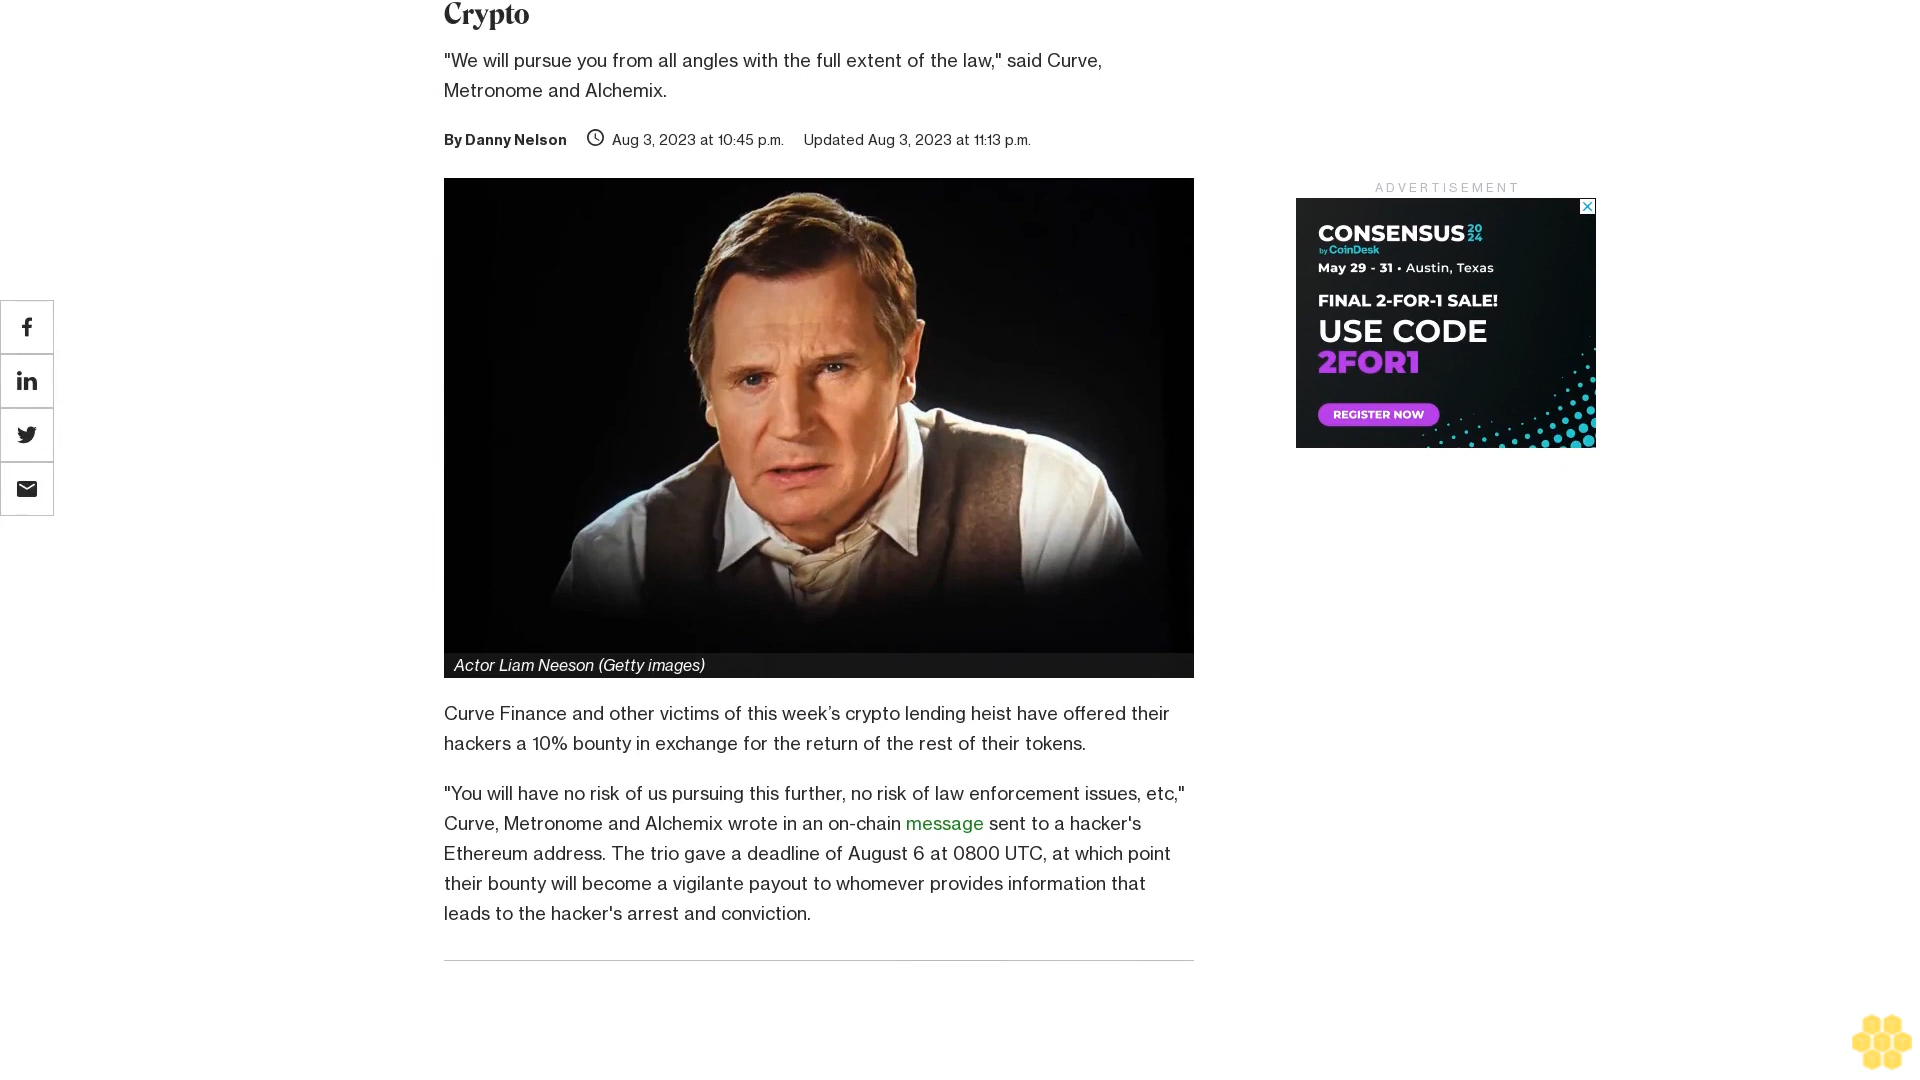 Crypto
"We will pursue you from all angles with the full extent of the law," said Curve,
Metronome and Alchemix.
By Danny Nelson Aug 3, 2023 at 10:45 p.m. Updated Aug 3, 2023 at 11:13 p.m.
ADVERTISEMENT
CONSENSUS 2024
by CoinDesk
May 29 - 31 • Austin, Texas
FINAL 2-FOR-1 SALE!
USE CODE
2FOR1
REGISTER NOW
Actor Liam Neeson (Getty images)
Curve Finance and other victims of this week’s crypto lending heist have offered their
hackers a 10% bounty in exchange for the return of the rest of their tokens.
"You will have no risk of us pursuing this further, no risk of law enforcement issues, etc,"
Curve, Metronome and Alchemix wrote in an on-chain message sent to a hacker's
Ethereum address. The trio gave a deadline of August 6 at 0800 UTC, at which point
their bounty will become a vigilante payout to whomever provides information that
leads to the hacker's arrest and conviction.